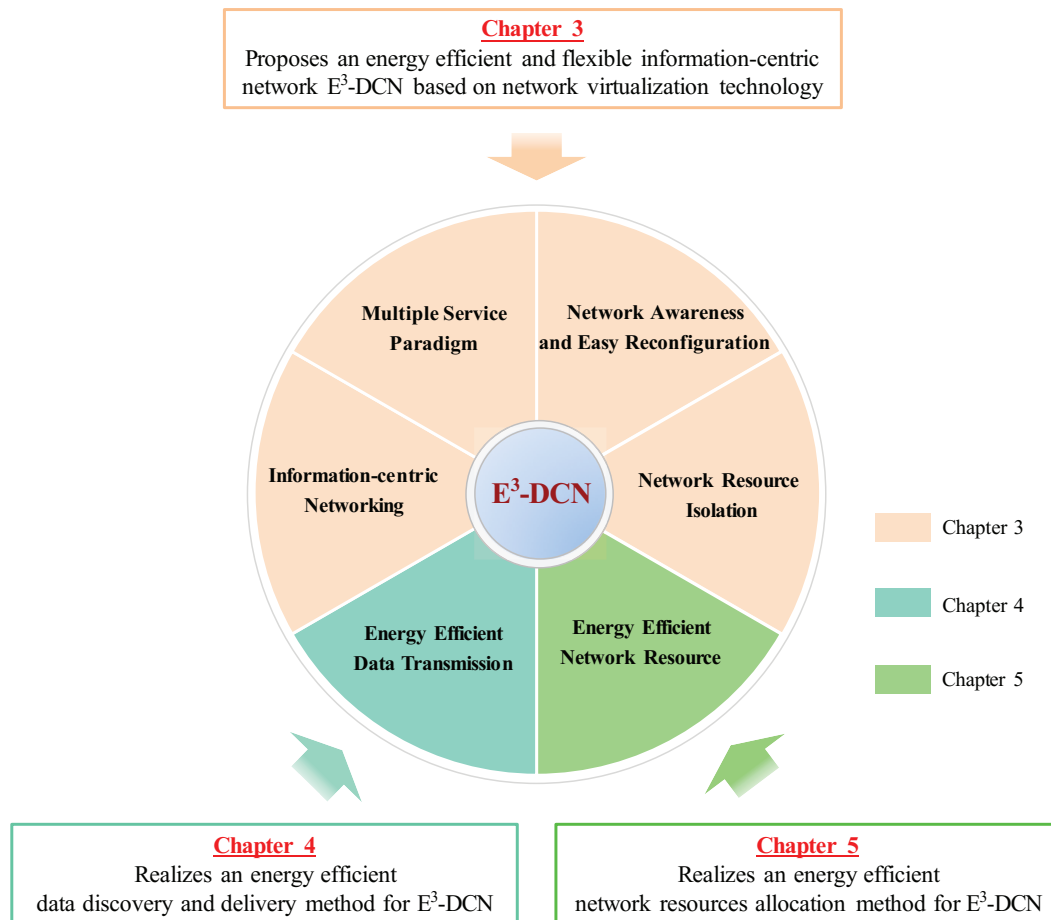 Chapter 3
Proposes an energy efficient and flexible information-centric
network E³-DCN based on network virtualization technology
Multiple Service
Paradigm
Network Awareness
and Easy Reconfiguration
Information-centric
Networking
E³-DCN
Network Resource
Isolation
Energy Efficient
Data Transmission
Energy Efficient
Network Resource
Chapter 3
Chapter 4
Chapter 5
Chapter 4
Realizes an energy efficient
data discovery and delivery method for E³-DCN
Chapter 5
Realizes an energy efficient
network resources allocation method for E³-DCN